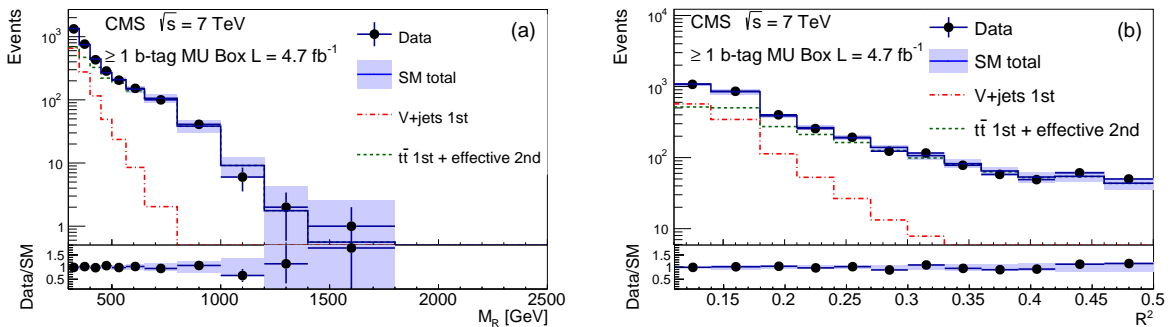 CMS √s = 7 TeV (a)
≥ 1 b-tag MU Box L = 4.7 fb⁻¹
Data
SM total
V+jets 1st
tt̄ 1st + effective 2nd
Events
10³
10²
10
1
Data/SM
1.5
1
0.5
500 1000 1500 2000 2500
M_R [GeV]
CMS √s = 7 TeV (b)
≥ 1 b-tag MU Box L = 4.7 fb⁻¹
Data
SM total
V+jets 1st
tt̄ 1st + effective 2nd
Events
10⁴
10³
10²
10
Data/SM
1.5
1
0.5
0.15 0.2 0.25 0.3 0.35 0.4 0.45 0.5
R²